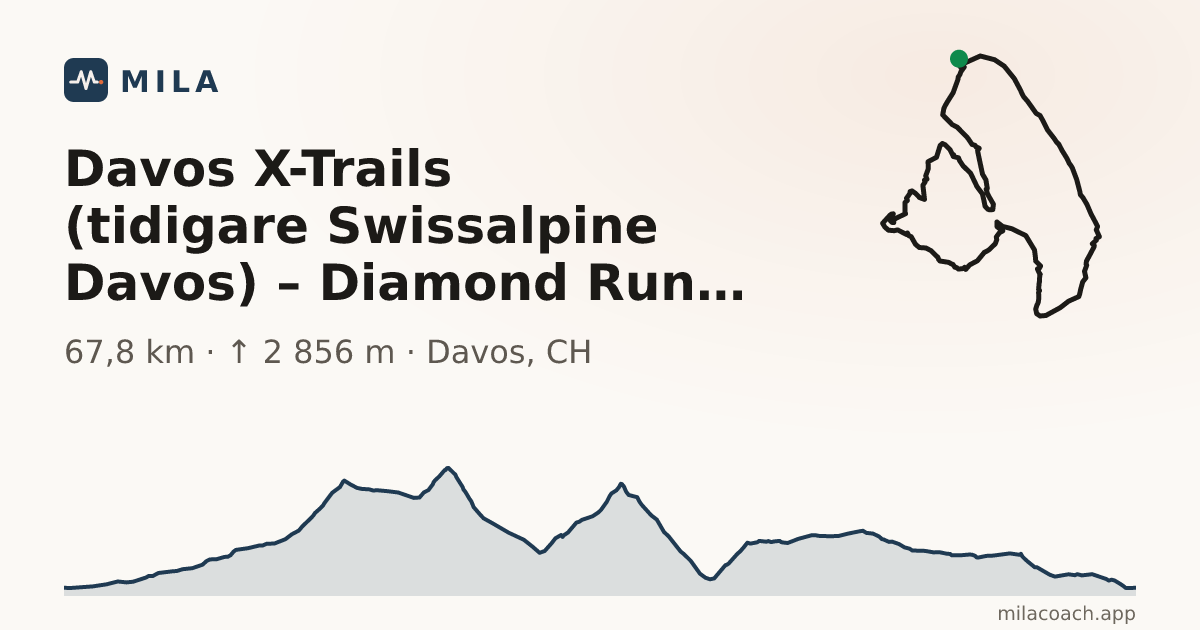 MILA
Davos X-Trails
(tidigare Swissalpine
Davos) – Diamond Run…
67,8 km · ↑ 2 856 m · Davos, CH
milacoach.app